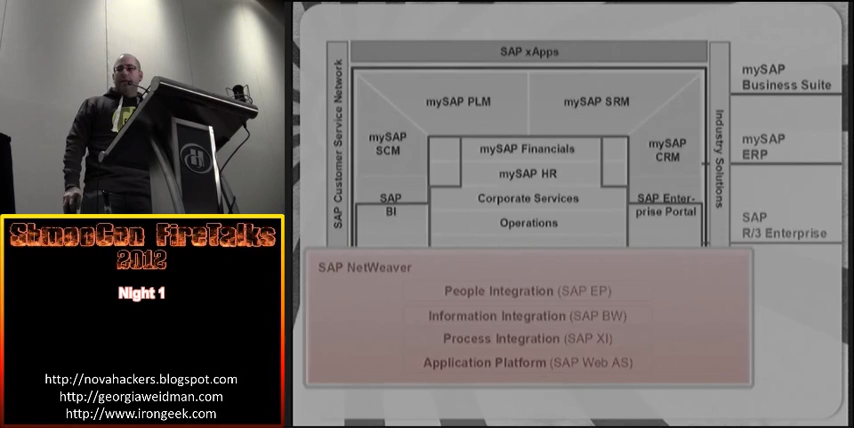 SAP xApps
SAP Customer Service Network
mySAP PLM
mySAP SRM
mySAP
SCM
mySAP
CRM
mySAP Financials
mySAP HR
Corporate Services
Operations
SAP
BI
SAP Enter-
prise Portal
Industry Solutions
mySAP
Business Suite
mySAP
ERP
SAP
R/3 Enterprise
SAP NetWeaver
People Integration (SAP EP)
Information Integration (SAP BW)
Process Integration (SAP XI)
Application Platform (SAP Web AS)
ShmooCon FireTalks
2012
Night 1
http://novahackers.blogspot.com
http://georgiaweidman.com
http://www.irongeek.com